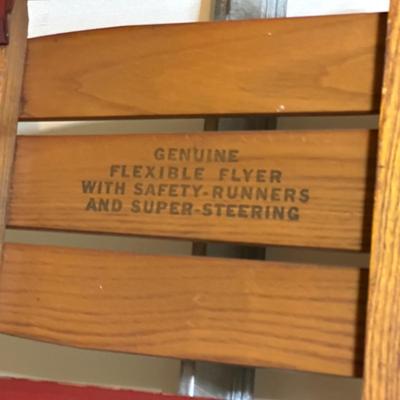 GENUINE
FLEXIBLE FLYER
WITH SAFETY-RUNNERS
AND SUPER-STEERING